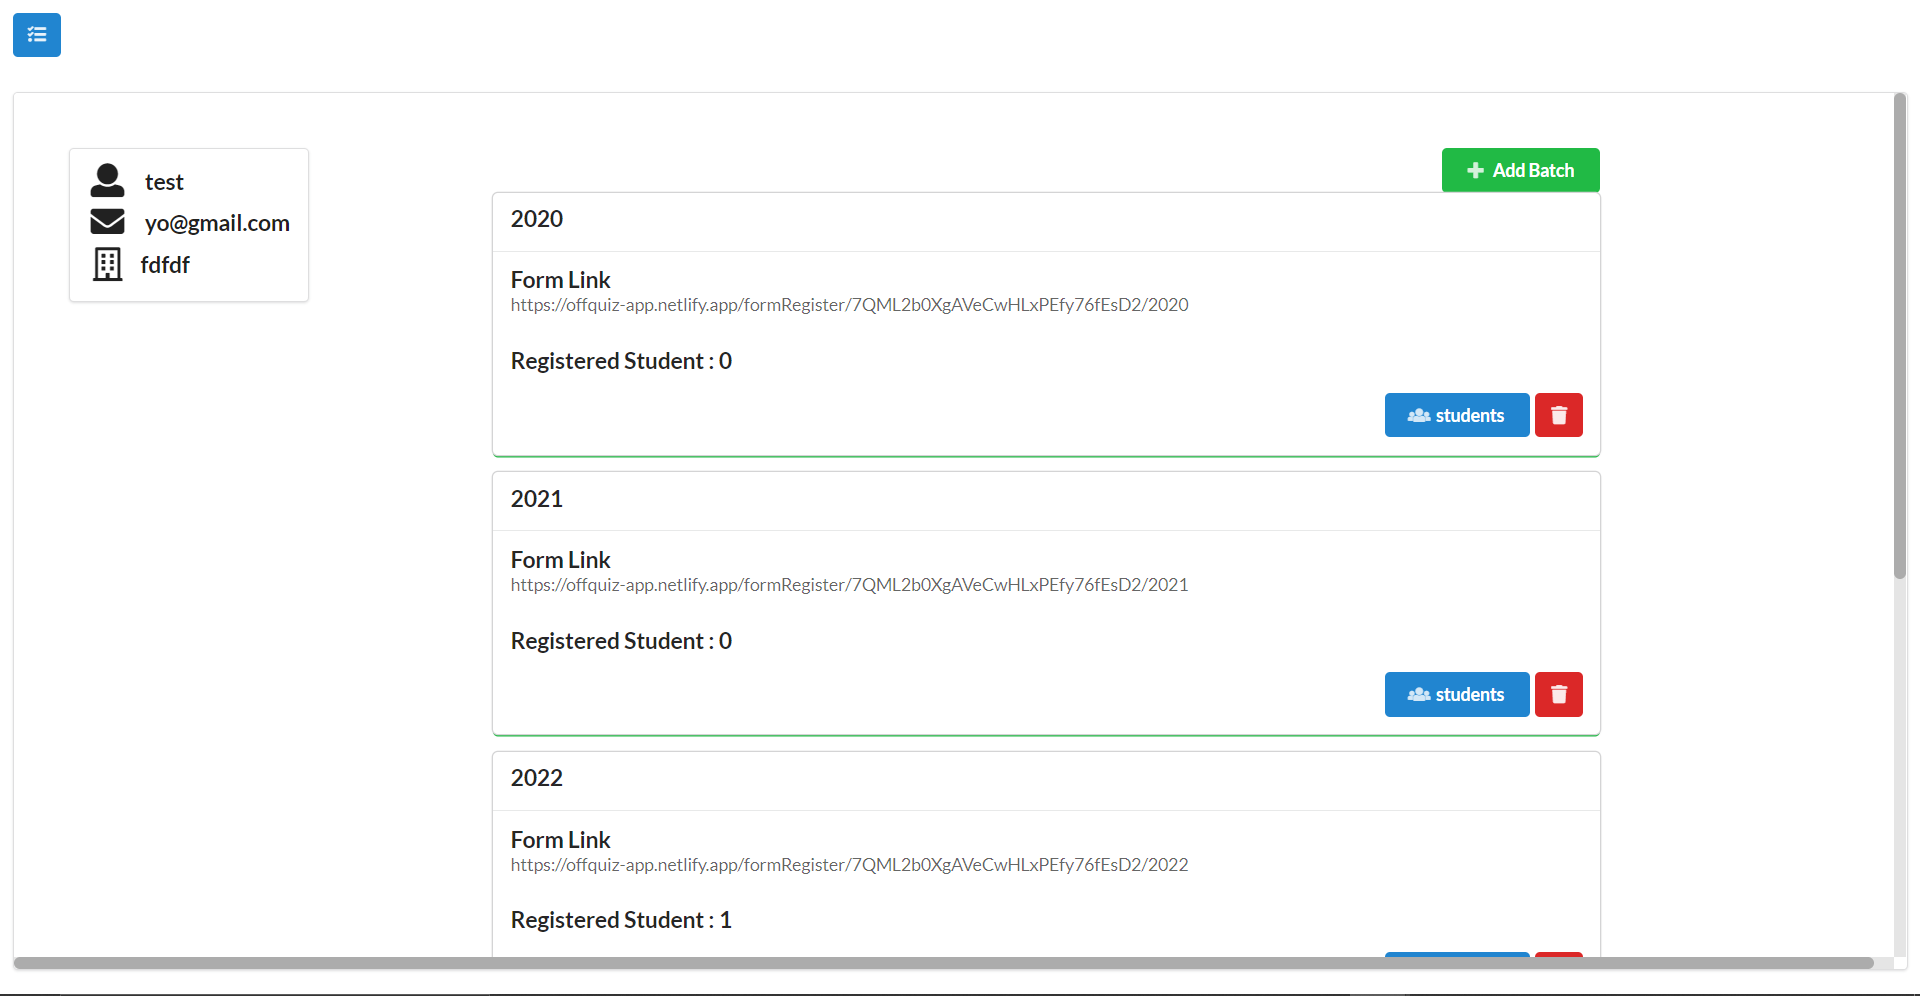 test
yo@gmail.com
fdfdf
Add Batch
2020
Form Link
https://offquiz-app.netlify.app/formRegister/7QML2b0XgAVeCwHLxPEfy76fEsD2/2020
Registered Student : 0
students
2021
Form Link
https://offquiz-app.netlify.app/formRegister/7QML2b0XgAVeCwHLxPEfy76fEsD2/2021
Registered Student : 0
students
2022
Form Link
https://offquiz-app.netlify.app/formRegister/7QML2b0XgAVeCwHLxPEfy76fEsD2/2022
Registered Student : 1